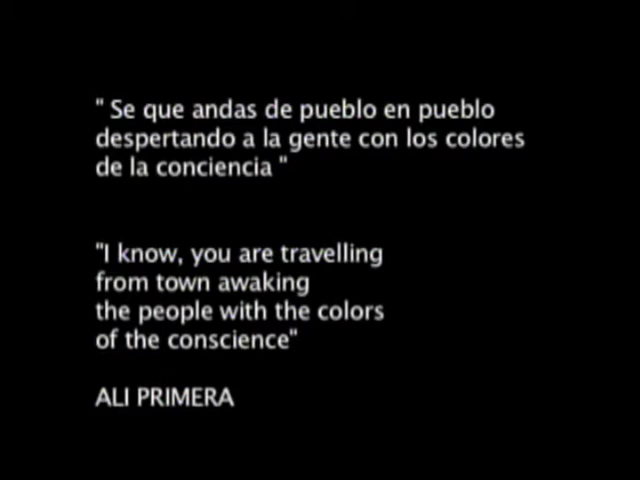 " Se que andas de pueblo en pueblo
despertando a la gente con los colores
de la conciencia "
"I know, you are travelling
from town awaking
the people with the colors
of the conscience"
ALI PRIMERA